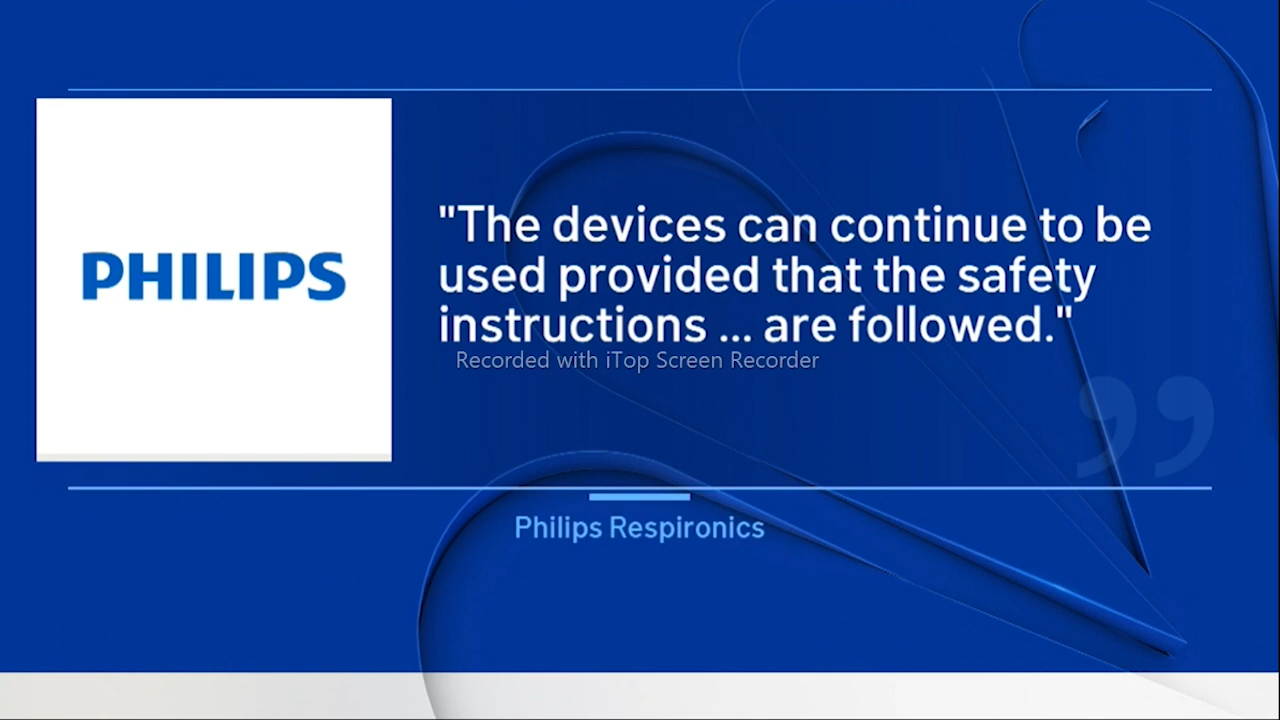 PHILIPS
"The devices can continue to be
used provided that the safety
instructions ... are followed."
Recorded with iTop Screen Recorder
Philips Respironics